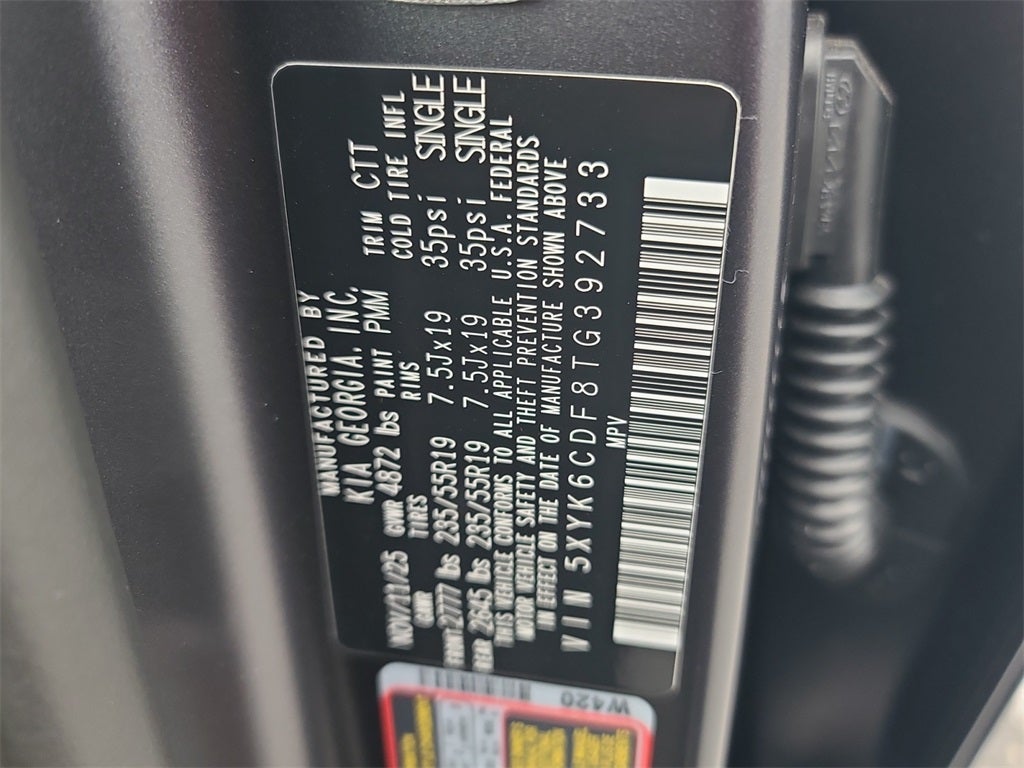 MANUFACTURED BY
KIA GEORGIA. INC.
NOV/11/25 GVWR 4872 lbs PAINT PMM TRIM CTT
GAWR TIRES RIMS COLD TIRE INFL
FRONT 2777 lbs 235/55R19 7.5Jx19 35psi SINGLE
REAR 2645 lbs 235/55R19 7.5Jx19 35psi SINGLE
THIS VEHICLE CONFORMS TO ALL APPLICABLE U.S.A. FEDERAL
MOTOR VEHICLE SAFETY AND THEFT PREVENTION STANDARDS
IN EFFECT ON THE DATE OF MANUFACTURE SHOWN ABOVE
VIN 5XYK6CDF8TG392733
MPV
W420